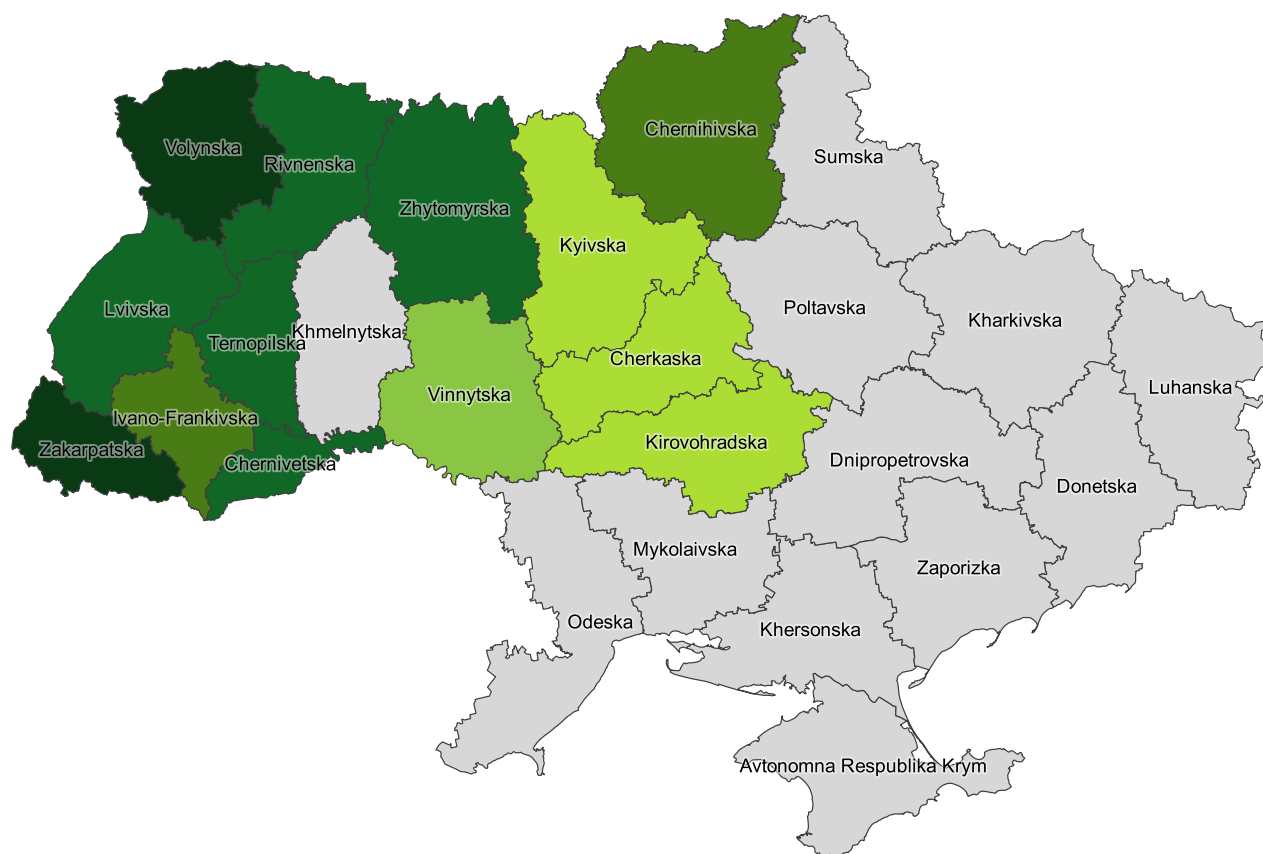 Chernihivska
Volynska
Sumska
Rivnenska
Zhytomyrska
Kyivska
Lvivska
Poltavska
Kharkivska
Khmelnytska
Ternopilska
Cherkaska
Luhanska
Vinnytska
Ivano-Frankivska
Kirovohradska
Zakarpatska
Chernivetska
Dnipropetrovska
Donetska
Mykolaivska
Zaporizka
Odeska
Khersonska
Avtonomna Respublika Krym